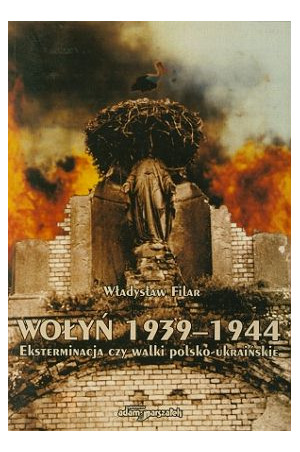 Władysław Filar
WOŁYŃ 1939–1944
Eksterminacja czy walki polsko-ukraińskie
adam marszałek